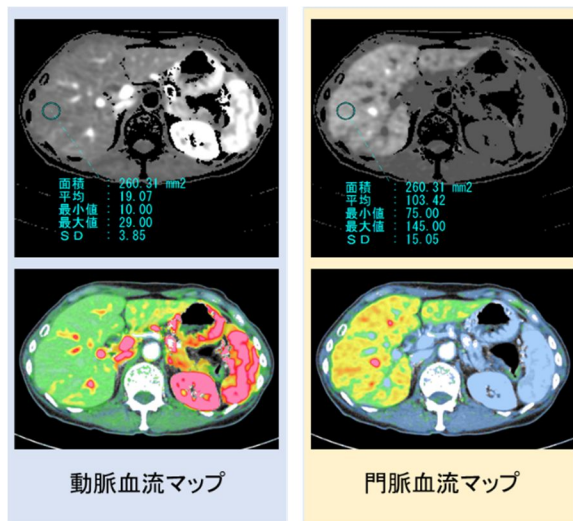 面積 : 260.31 mm2
平均 : 19.07
最小値 : 10.00
最大値 : 29.00
SD : 3.85
面積 : 260.31 mm2
平均 : 103.42
最小値 : 75.00
最大値 : 145.00
SD : 15.05
動脈血流マップ
門脈血流マップ